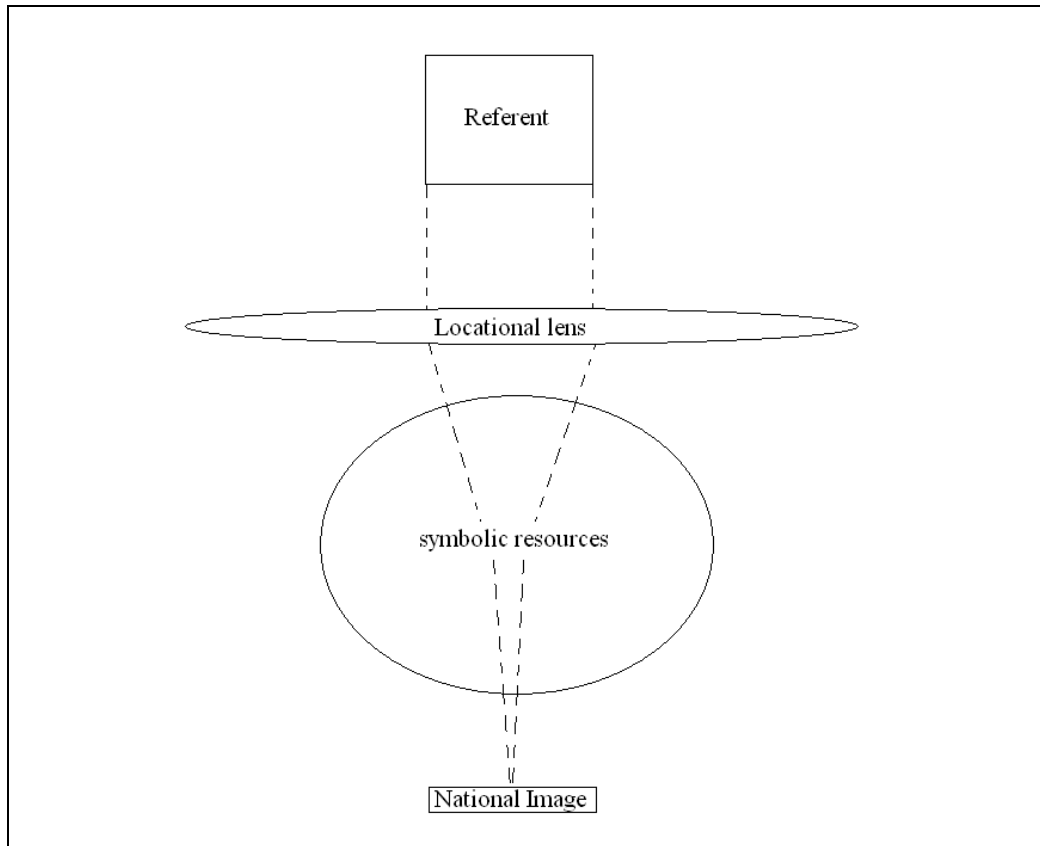 Referent
Locational lens
symbolic resources
National Image